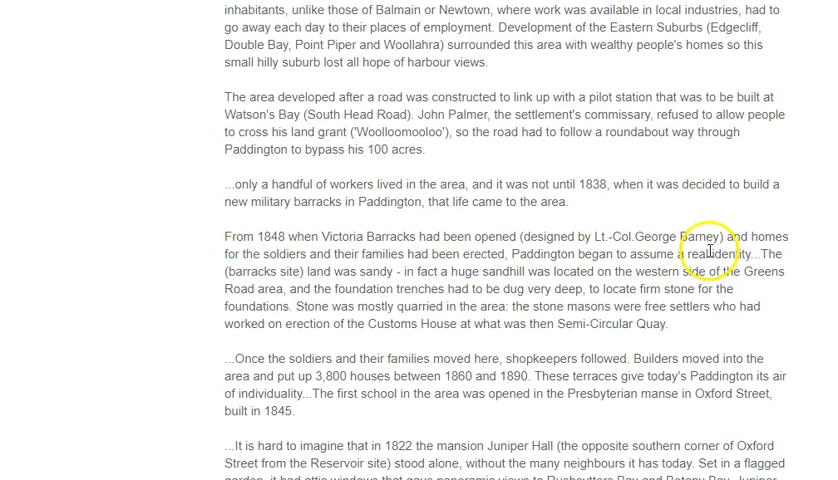 inhabitants, unlike those of Balmain or Newtown, where work was available in local industries, had to
go away each day to their places of employment. Development of the Eastern Suburbs (Edgecliff,
Double Bay, Point Piper and Woollahra) surrounded this area with wealthy people's homes so this
small hilly suburb lost all hope of harbour views.
The area developed after a road was constructed to link up with a pilot station that was to be built at
Watson's Bay (South Head Road). John Palmer, the settlement's commissary, refused to allow people
to cross his land grant ('Woolloomooloo'), so the road had to follow a roundabout way through
Paddington to bypass his 100 acres.
...only a handful of workers lived in the area, and it was not until 1838, when it was decided to build a
new military barracks in Paddington, that life came to the area.
From 1848 when Victoria Barracks had been opened (designed by Lt.-Col.George Barney) and homes
for the soldiers and their families had been erected, Paddington began to assume a real identity...The
(barracks site) land was sandy - in fact a huge sandhill was located on the western side of the Greens
Road area, and the foundation trenches had to be dug very deep, to locate firm stone for the
foundations. Stone was mostly quarried in the area: the stone masons were free settlers who had
worked on erection of the Customs House at what was then Semi-Circular Quay.
...Once the soldiers and their families moved here, shopkeepers followed. Builders moved into the
area and put up 3,800 houses between 1860 and 1890. These terraces give today's Paddington its air
of individuality...The first school in the area was opened in the Presbyterian manse in Oxford Street,
built in 1845.
...It is hard to imagine that in 1822 the mansion Juniper Hall (the opposite southern corner of Oxford
Street from the Reservoir site) stood alone, without the many neighbours it has today. Set in a flagged
garden, it had attic windows that gave panoramic views to Rushcutters Bay and Botany Bay. Juniper